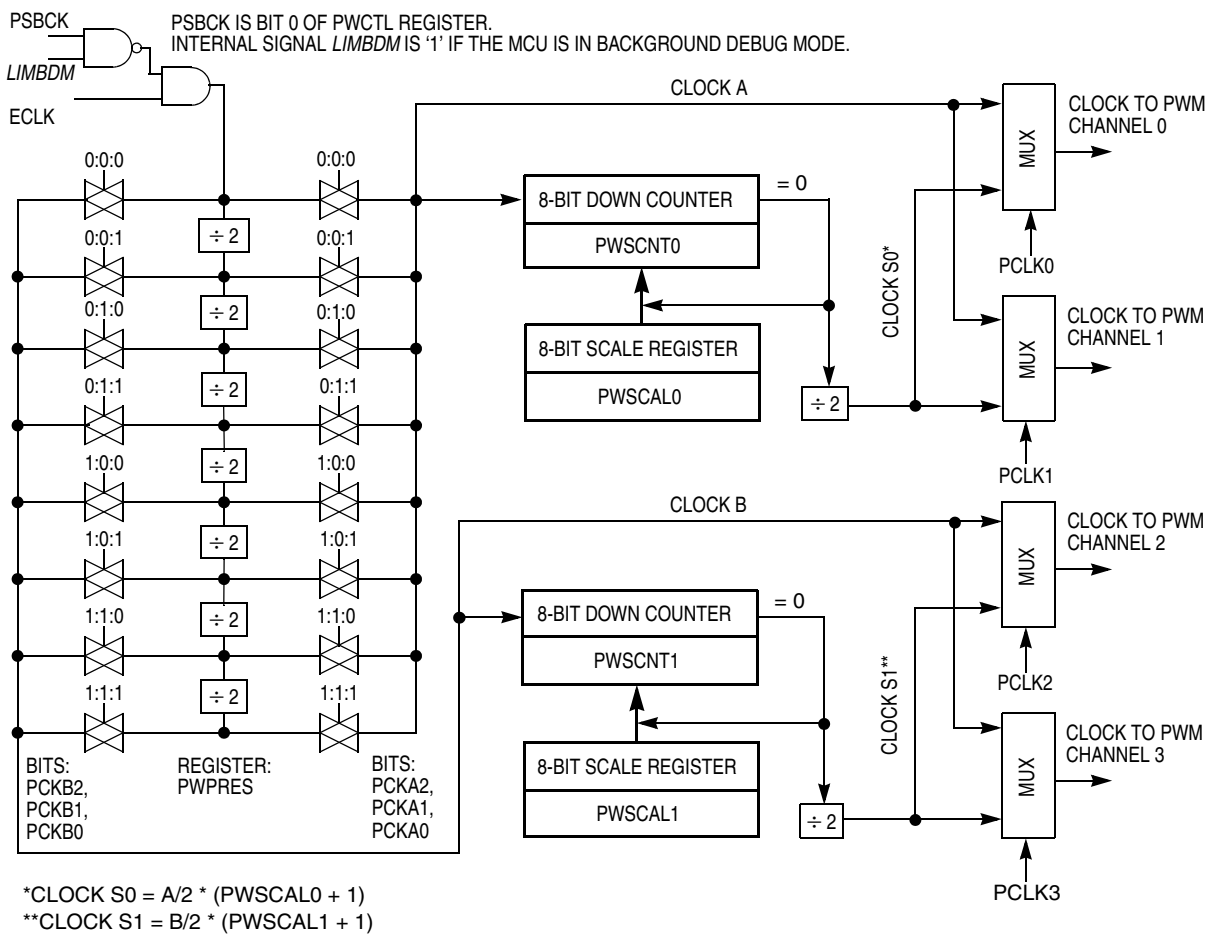 PSBCK
PSBCK IS BIT 0 OF PWCTL REGISTER.
INTERNAL SIGNAL LIMBDM IS ‘1’ IF THE MCU IS IN BACKGROUND DEBUG MODE.
LIMBDM
ECLK
CLOCK A
CLOCK TO PWM
CHANNEL 0
MUX
PCLK0
0:0:0
0:0:0
÷ 2
0:0:1
0:0:1
÷ 2
0:1:0
0:1:0
÷ 2
0:1:1
0:1:1
÷ 2
1:0:0
1:0:0
÷ 2
1:0:1
1:0:1
÷ 2
1:1:0
1:1:0
÷ 2
1:1:1
1:1:1
BITS:
PCKB2,
PCKB1,
PCKB0
REGISTER:
PWPRES
BITS:
PCKA2,
PCKA1,
PCKA0
8-BIT DOWN COUNTER
PWSCNT0
= 0
8-BIT SCALE REGISTER
PWSCAL0
÷ 2
CLOCK S0*
CLOCK TO PWM
CHANNEL 1
MUX
PCLK1
CLOCK B
CLOCK TO PWM
CHANNEL 2
MUX
PCLK2
8-BIT DOWN COUNTER
PWSCNT1
= 0
8-BIT SCALE REGISTER
PWSCAL1
÷ 2
CLOCK S1**
CLOCK TO PWM
CHANNEL 3
MUX
PCLK3
*CLOCK S0 = A/2 * (PWSCAL0 + 1)
**CLOCK S1 = B/2 * (PWSCAL1 + 1)